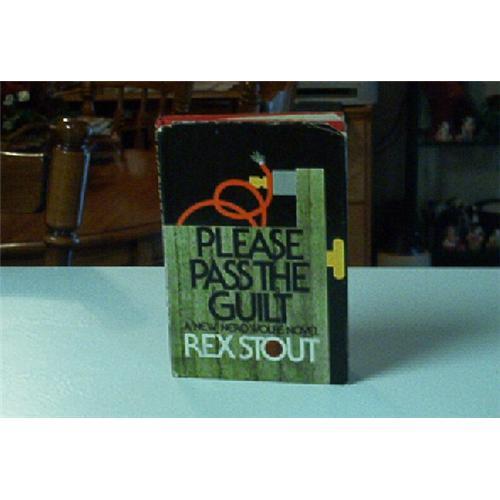 PLEASE
PASS THE
GUILT
A NEW NERO WOLFE NOVEL
REX STOUT